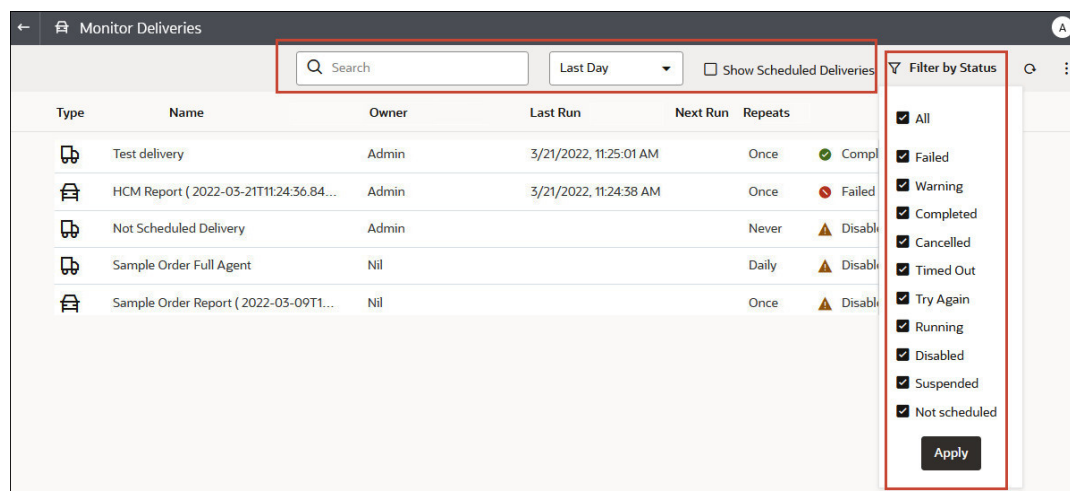 Monitor Deliveries
A
Search
Last Day
Show Scheduled Deliveries
Filter by Status
Type Name Owner Last Run Next Run Repeats
Test delivery Admin 3/21/2022, 11:25:01 AM Once Compl
HCM Report ( 2022-03-21T11:24:36.84... Admin 3/21/2022, 11:24:38 AM Once Failed
Not Scheduled Delivery Admin Never Disabl
Sample Order Full Agent Nil Daily Disabl
Sample Order Report ( 2022-03-09T1... Nil Once Disabl
All
Failed
Warning
Completed
Cancelled
Timed Out
Try Again
Running
Disabled
Suspended
Not scheduled
Apply